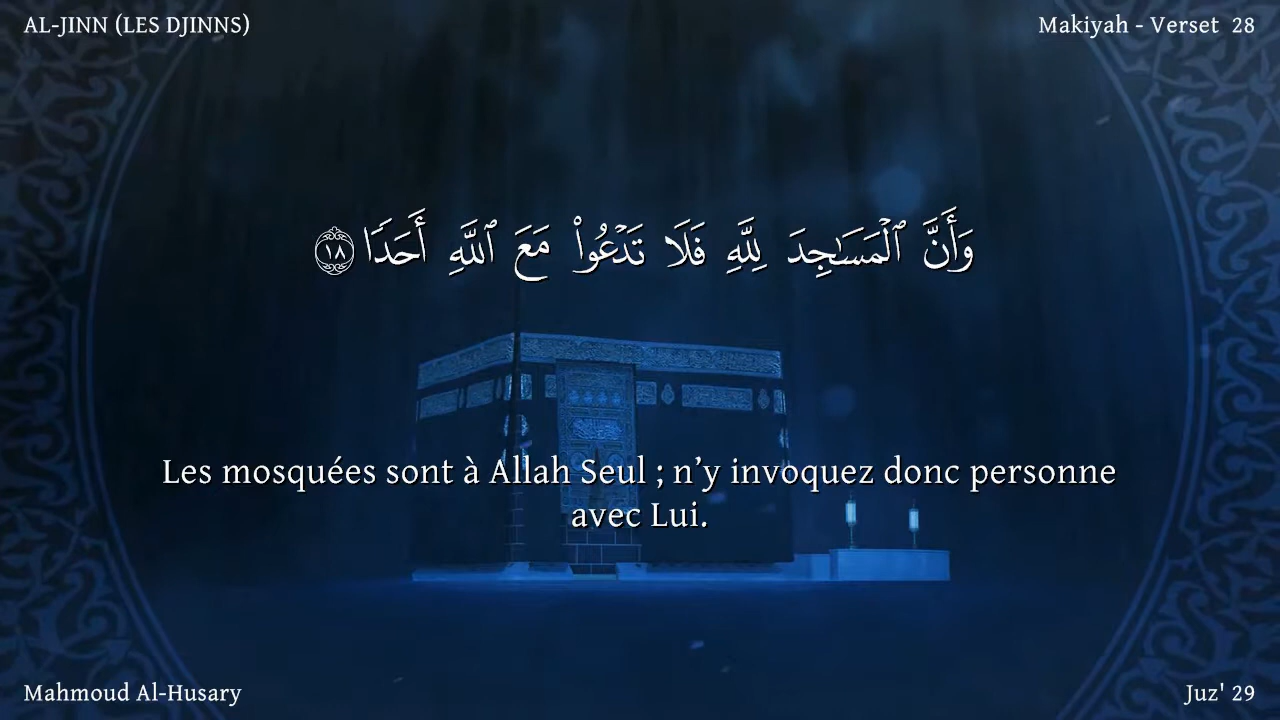 AL-JINN (LES DJINNS)
Makiyah - Verset 28
وَأَنَّ ٱلْمَسَـٰجِدَ لِلَّهِ فَلَا تَدْعُوا۟ مَعَ ٱللَّهِ أَحَدًا ١٨
Les mosquées sont à Allah Seul ; n’y invoquez donc personne
avec Lui.
Mahmoud Al-Husary
Juz' 29